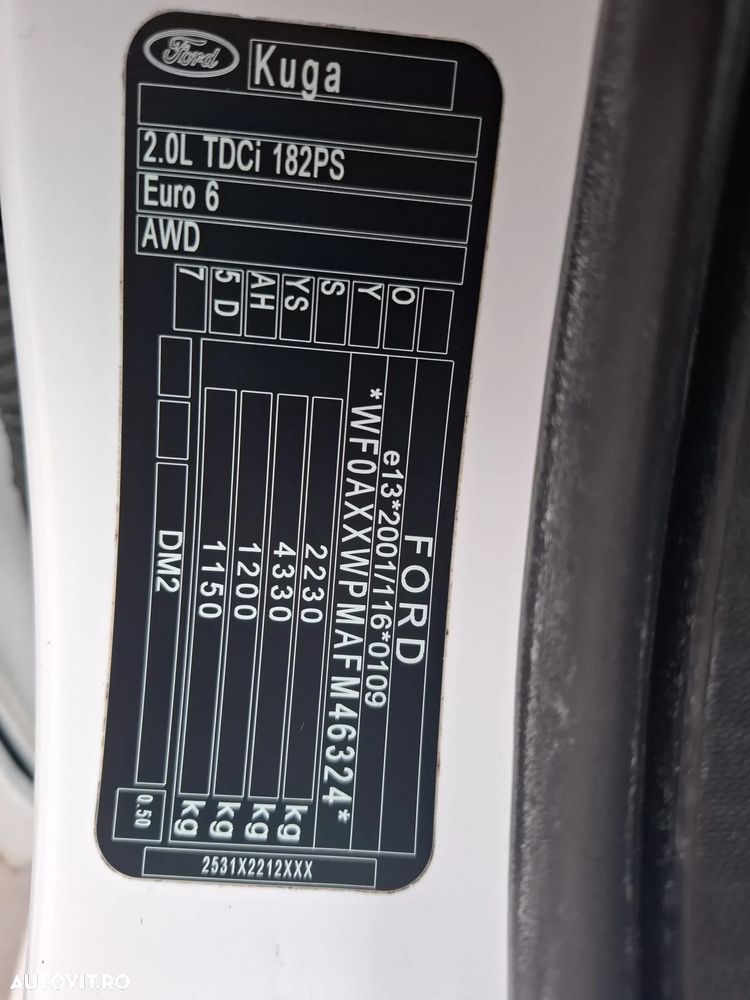 Ford
Kuga
2.0L TDCi 182PS
Euro 6
AWD
O
Y
S
YS
AH
5 D
7
FORD
e13*2001/116*0109
*WF0AXXWPMAFM46324*
2230 kg
4330 kg
1200 kg
1150 kg
DM2
0.50
2531X2212XXX
AUTOVIT.RO